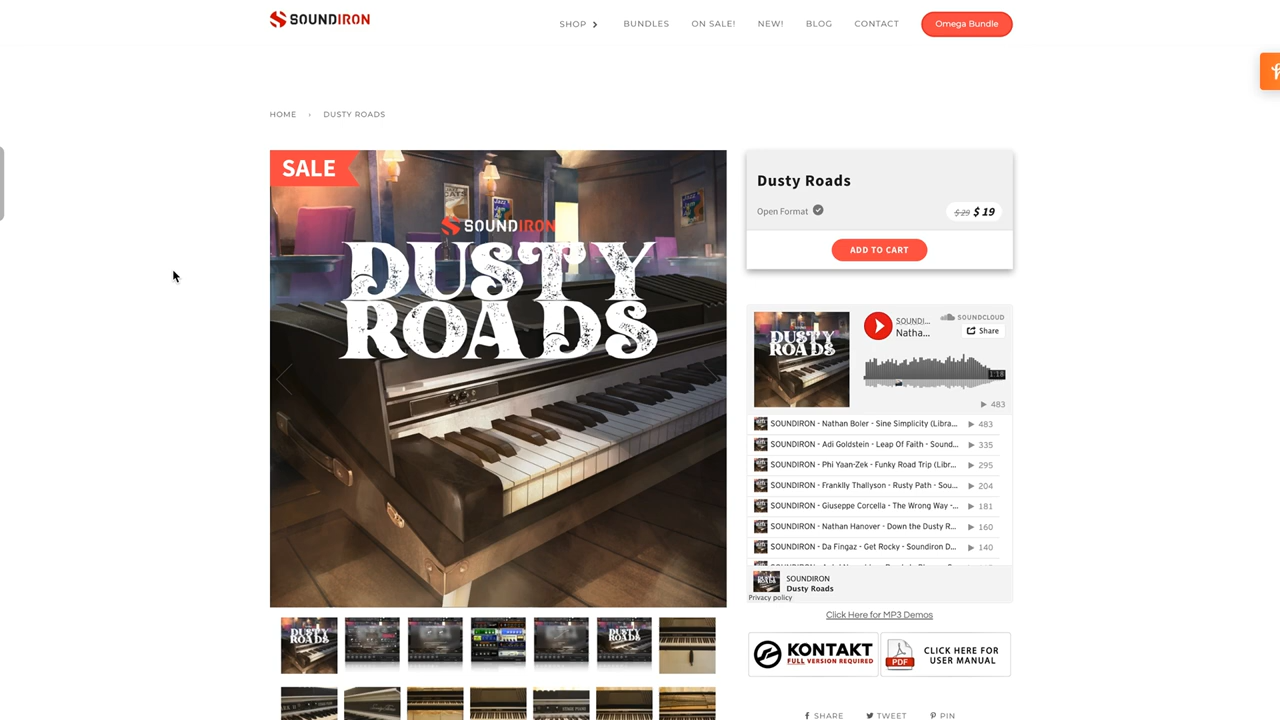 SOUNDIRON
SHOP
BUNDLES
ON SALE!
NEW!
BLOG
CONTACT
Omega Bundle
HOME › DUSTY ROADS
SALE
SOUNDIRON
DUSTY
ROADS
Dusty Roads
Open Format
$ 29 $ 19
ADD TO CART
SOUNDI...
Natha...
SOUNDCLOUD
Share
483
SOUNDIRON - Nathan Boler - Sine Simplicity (Libra... 483
SOUNDIRON - Adi Goldstein - Leap Of Faith - Sound... 335
SOUNDIRON - Phi Yaan-Zek - Funky Road Trip (Libr... 295
SOUNDIRON - Franklly Thallyson - Rusty Path - Sou... 204
SOUNDIRON - Giuseppe Corcella - The Wrong Way -... 181
SOUNDIRON - Nathan Hanover - Down the Dusty R... 160
SOUNDIRON - Da Fingaz - Get Rocky - Soundiron D... 140
SOUNDIRON
Dusty Roads
Privacy policy
Click Here for MP3 Demos
KONTAKT
FULL VERSION REQUIRED
PDF
CLICK HERE FOR
USER MANUAL
SHARE
TWEET
PIN